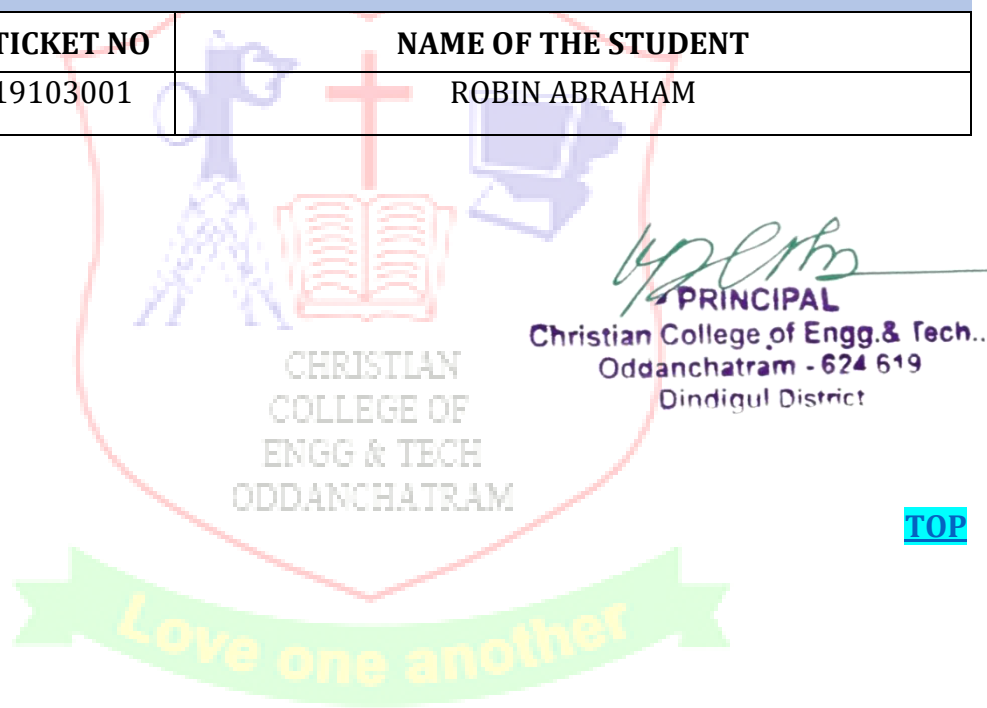 TICKET NO NAME OF THE STUDENT
19103001 ROBIN ABRAHAM
PRINCIPAL
Christian College of Engg.& Tech..
Oddanchatram - 624 619
Dindigul District
CHRISTIAN
COLLEGE OF
ENGG & TECH
ODDANCHATRAM
TOP
Love one another